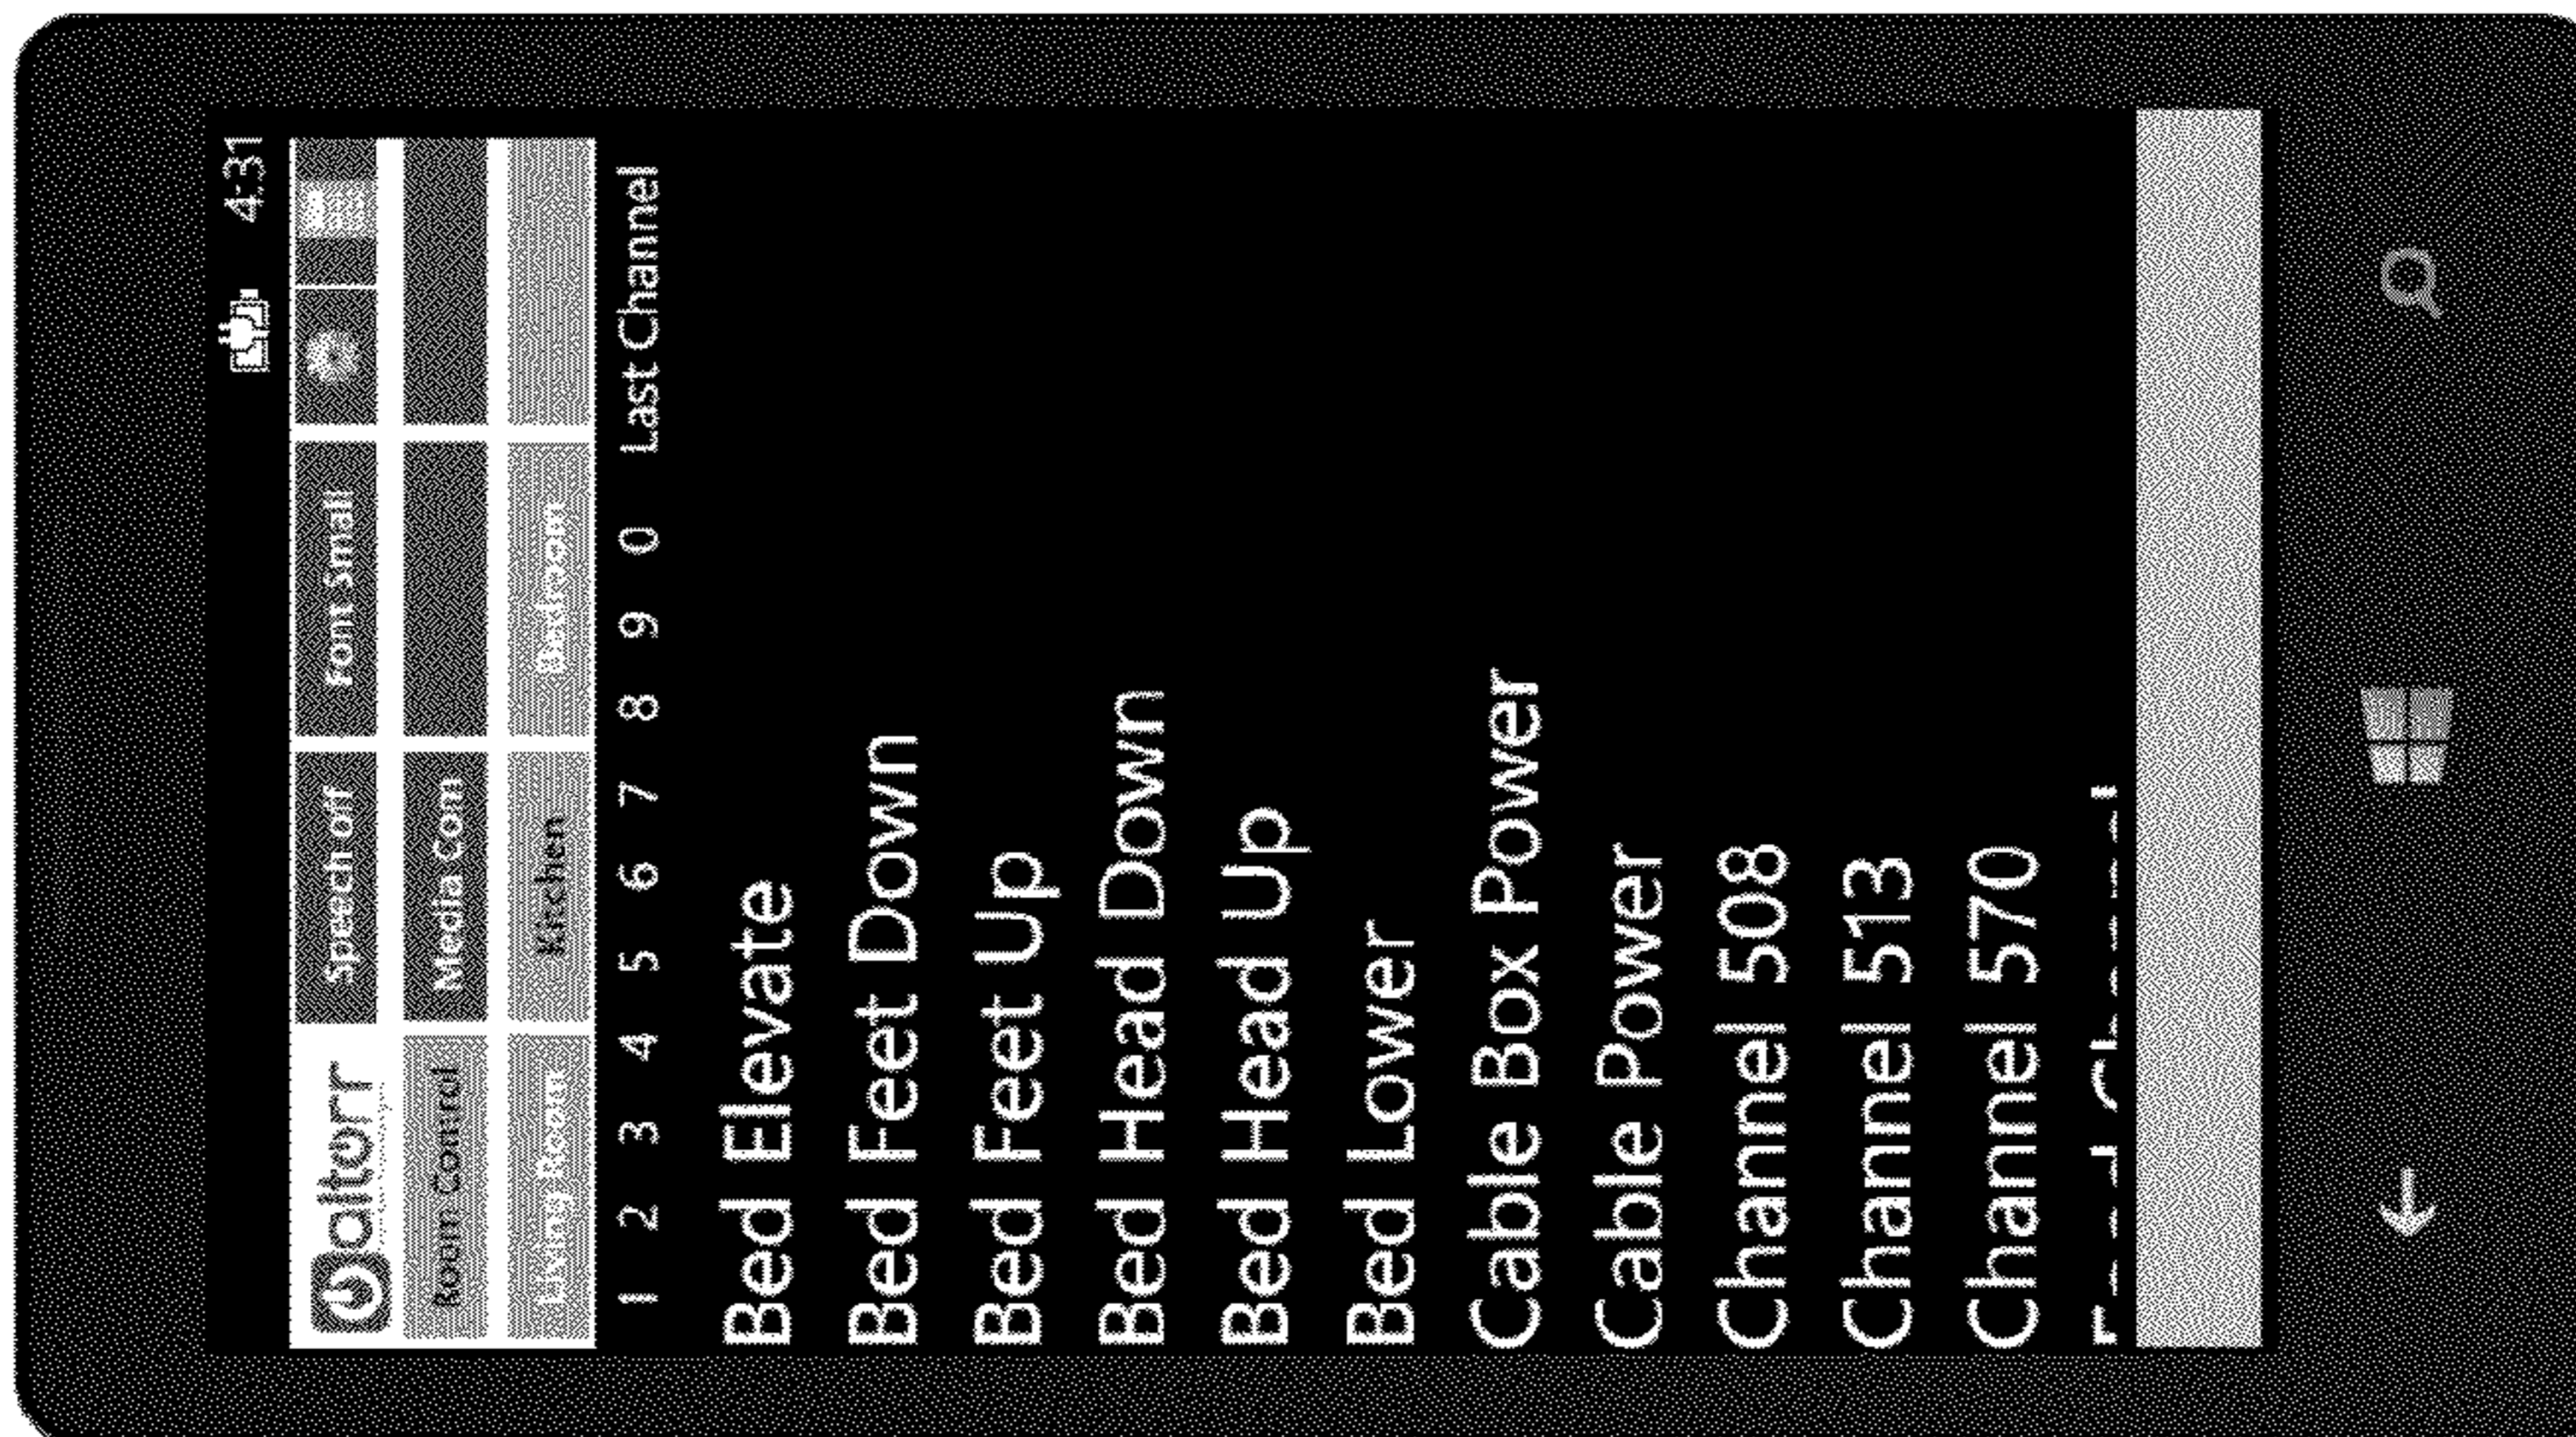 4:31
altorr Speech off Font Small
Room Control Media Com
Living Room Kitchen Bedroom
1 2 3 4 5 6 7 8 9 0 Last Channel
Bed Elevate
Bed Feet Down
Bed Feet Up
Bed Head Down
Bed Head Up
Bed Lower
Cable Box Power
Cable Power
Channel 508
Channel 513
Channel 570